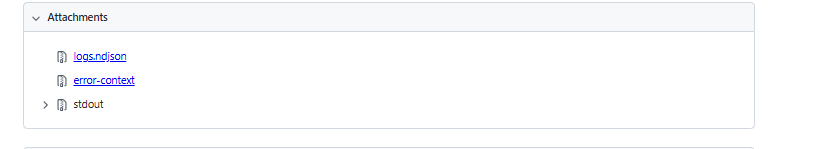 Attachments
logs.ndjson
error-context
stdout